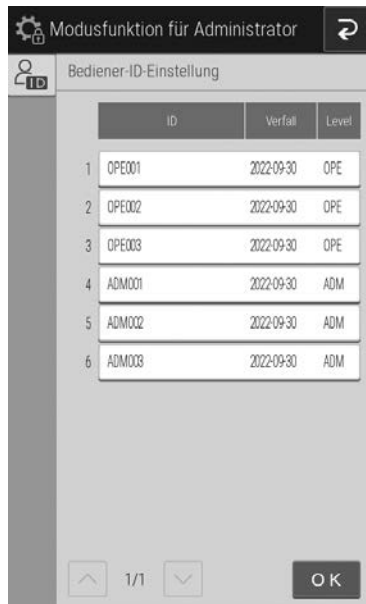 Modusfunktion für Administrator
ID
Bediener-ID-Einstellung
ID Verfall Level
1 OPE001 2022-09-30 OPE
2 OPE002 2022-09-30 OPE
3 OPE003 2022-09-30 OPE
4 ADM001 2022-09-30 ADM
5 ADM002 2022-09-30 ADM
6 ADM003 2022-09-30 ADM
1/1 OK